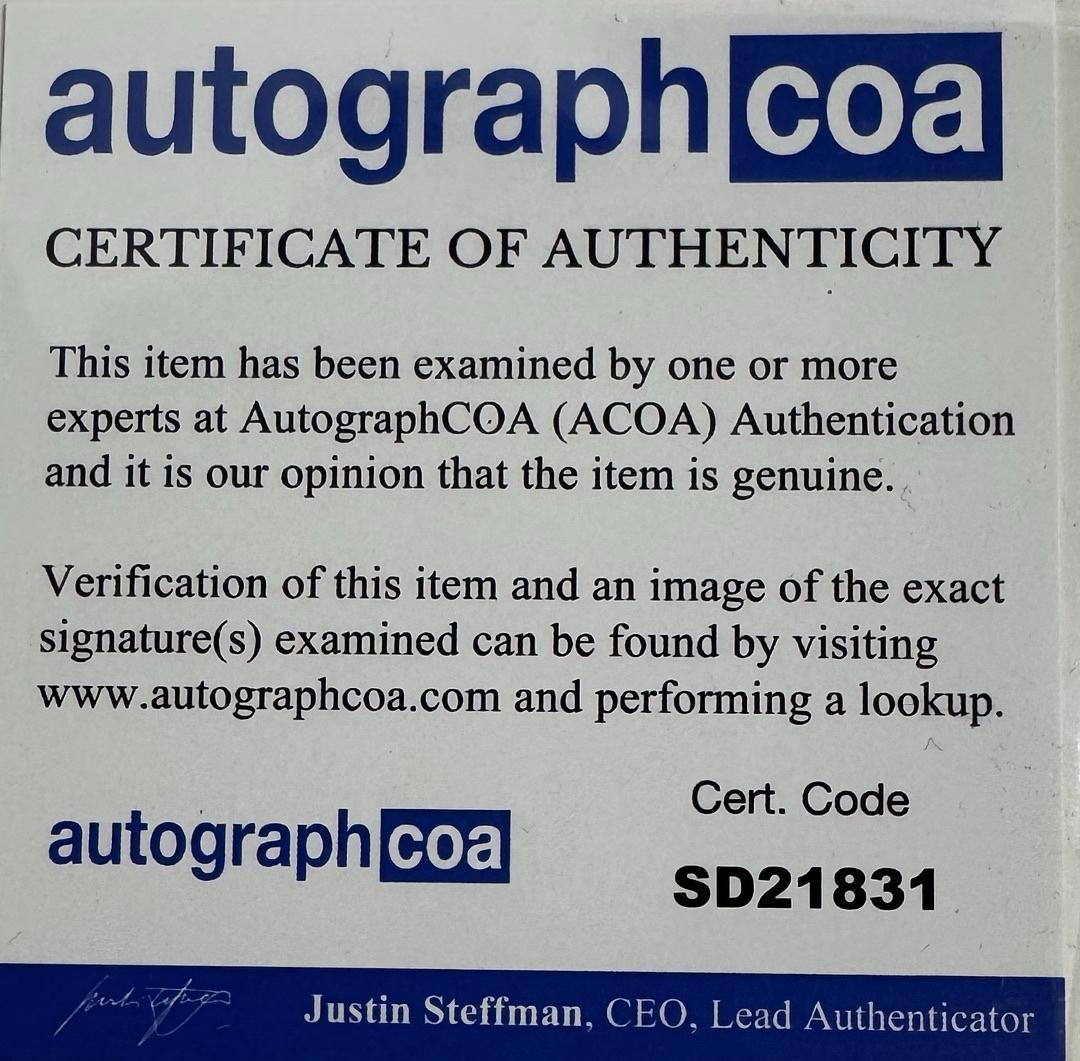 autographcoa
CERTIFICATE OF AUTHENTICITY
This item has been examined by one or more
experts at AutographCOA (ACOA) Authentication
and it is our opinion that the item is genuine.
Verification of this item and an image of the exact
signature(s) examined can be found by visiting
www.autographcoa.com and performing a lookup.
autographcoa
Cert. Code
SD21831
Justin Steffman, CEO, Lead Authenticator